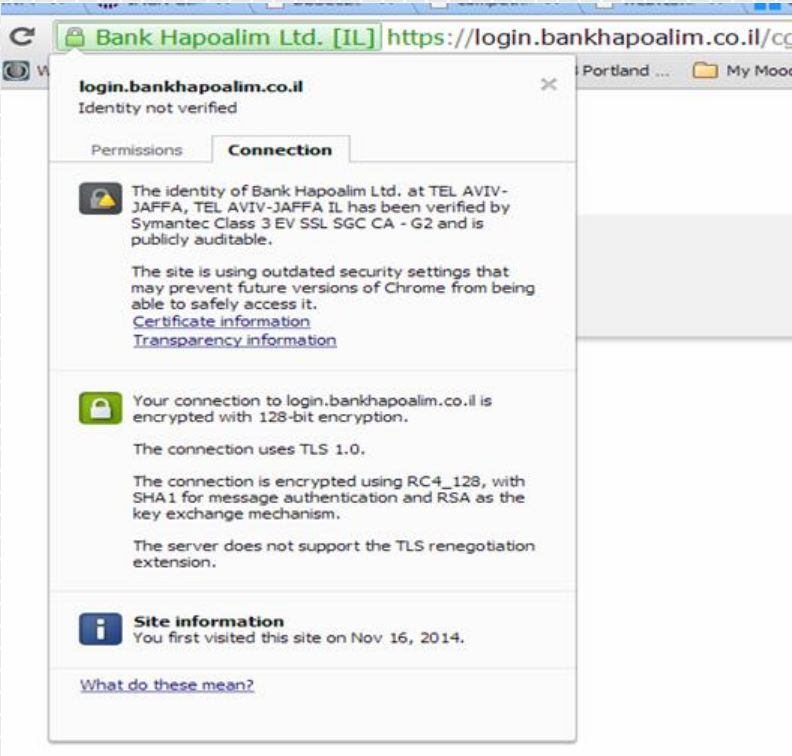 Bank Hapoalim Ltd. [IL] https://login.bankhapoalim.co.il/cg
Portland ... My Mood
login.bankhapoalim.co.il
Identity not verified
Permissions Connection
The identity of Bank Hapoalim Ltd. at TEL AVIV-
JAFFA, TEL AVIV-JAFFA IL has been verified by
Symantec Class 3 EV SSL SGC CA - G2 and is
publicly auditable.
The site is using outdated security settings that
may prevent future versions of Chrome from being
able to safely access it.
Certificate information
Transparency information
Your connection to login.bankhapoalim.co.il is
encrypted with 128-bit encryption.
The connection uses TLS 1.0.
The connection is encrypted using RC4_128, with
SHA1 for message authentication and RSA as the
key exchange mechanism.
The server does not support the TLS renegotiation
extension.
Site information
You first visited this site on Nov 16, 2014.
What do these mean?